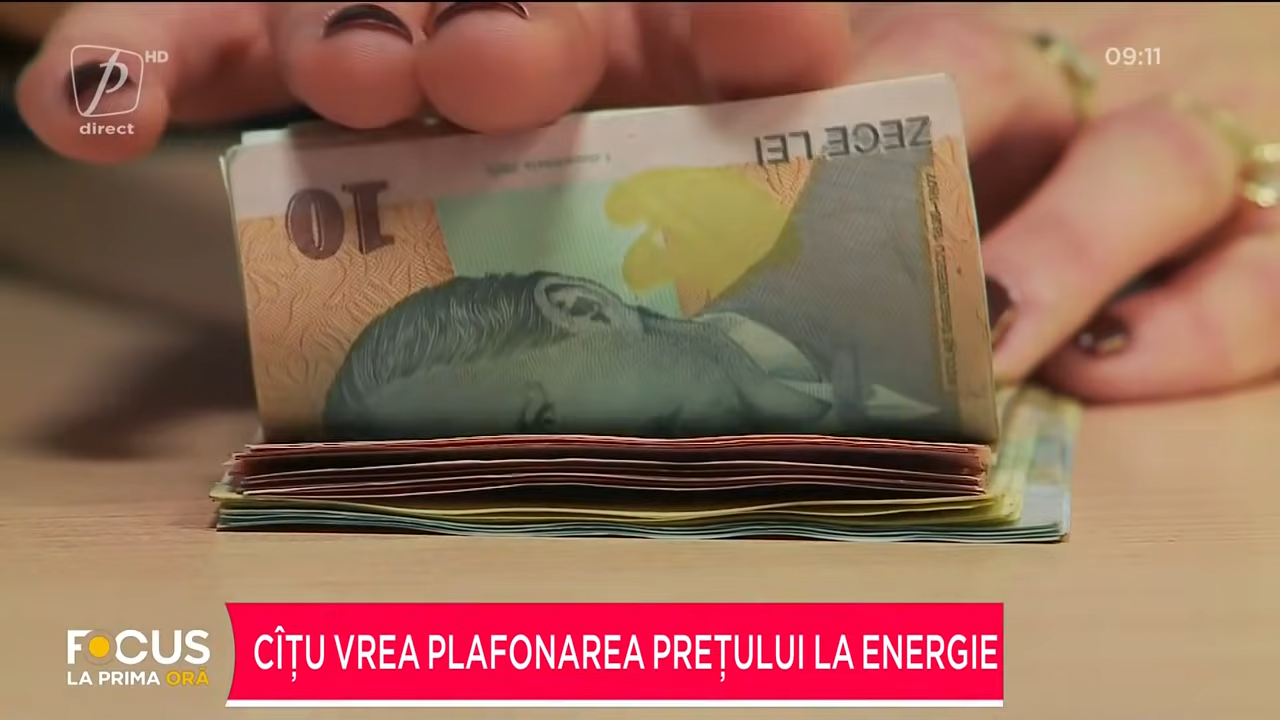 HD
direct
09:11
ZECE LEI
10
FOCUS
LA PRIMA ORĂ
CÎȚU VREA PLAFONAREA PREȚULUI LA ENERGIE